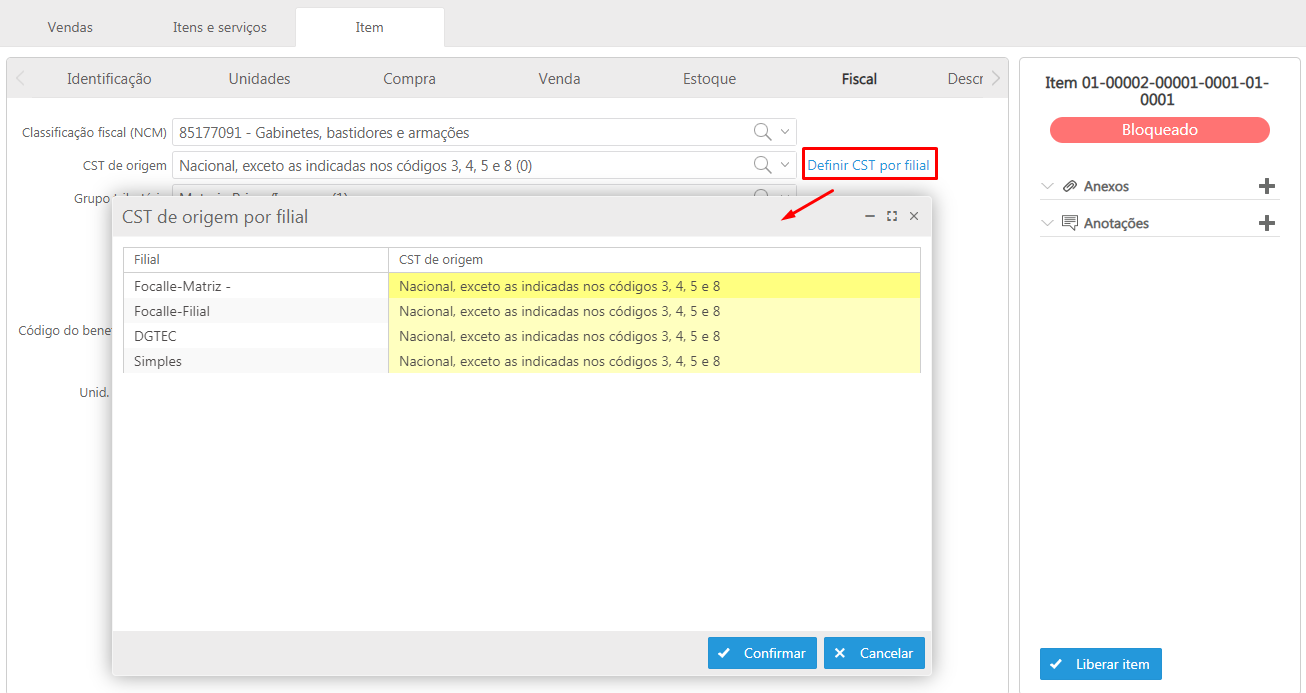 Vendas
Itens e serviços
Item
Identificação
Unidades
Compra
Venda
Estoque
Fiscal
Descr
Classificação fiscal (NCM)
85177091 - Gabinetes, bastidores e armações
CST de origem
Nacional, exceto as indicadas nos códigos 3, 4, 5 e 8 (0)
Definir CST por filial
Grupo
CST de origem por filial
Filial
CST de origem
Focalle-Matriz -
Nacional, exceto as indicadas nos códigos 3, 4, 5 e 8
Focalle-Filial
Nacional, exceto as indicadas nos códigos 3, 4, 5 e 8
DGTEC
Nacional, exceto as indicadas nos códigos 3, 4, 5 e 8
Simples
Nacional, exceto as indicadas nos códigos 3, 4, 5 e 8
Código do bene
Unid.
Confirmar
Cancelar
Item 01-00002-00001-0001-01-
0001
Bloqueado
Anexos
Anotações
Liberar item